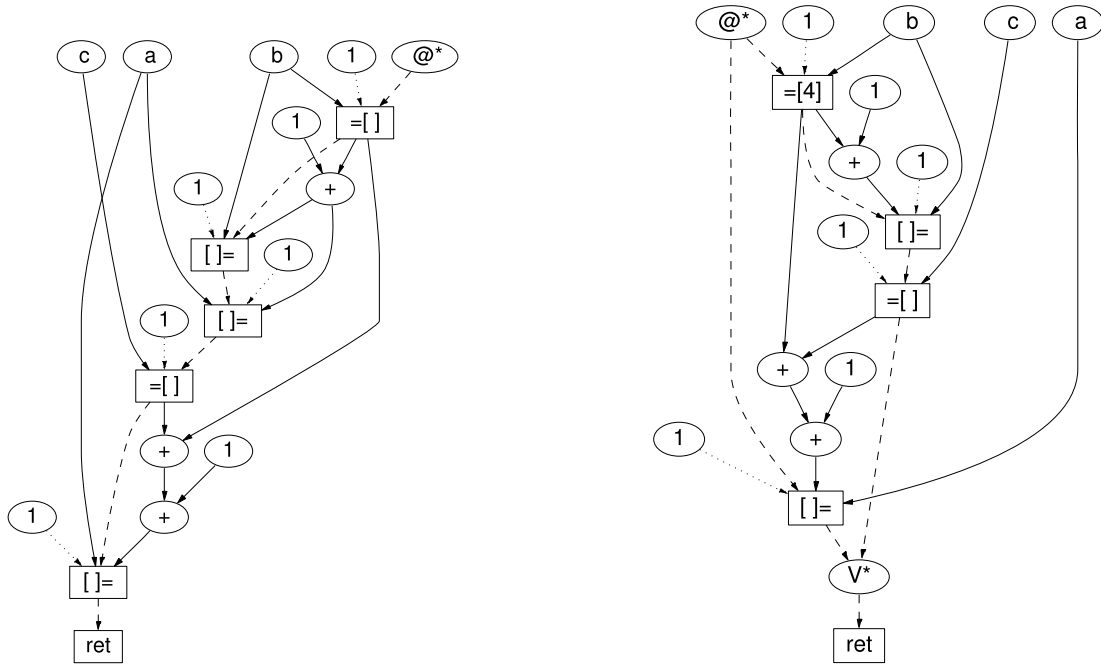 c a b 1 @*
1 =[ ]
1 +
[ ]= 1
[ ]=
1
=[ ]
+ 1
1 +
[ ]=
ret
@* 1 b c a
=[4] 1
+ 1
1 [ ]=
=[ ]
+ 1
1 +
[ ]=
V*
ret